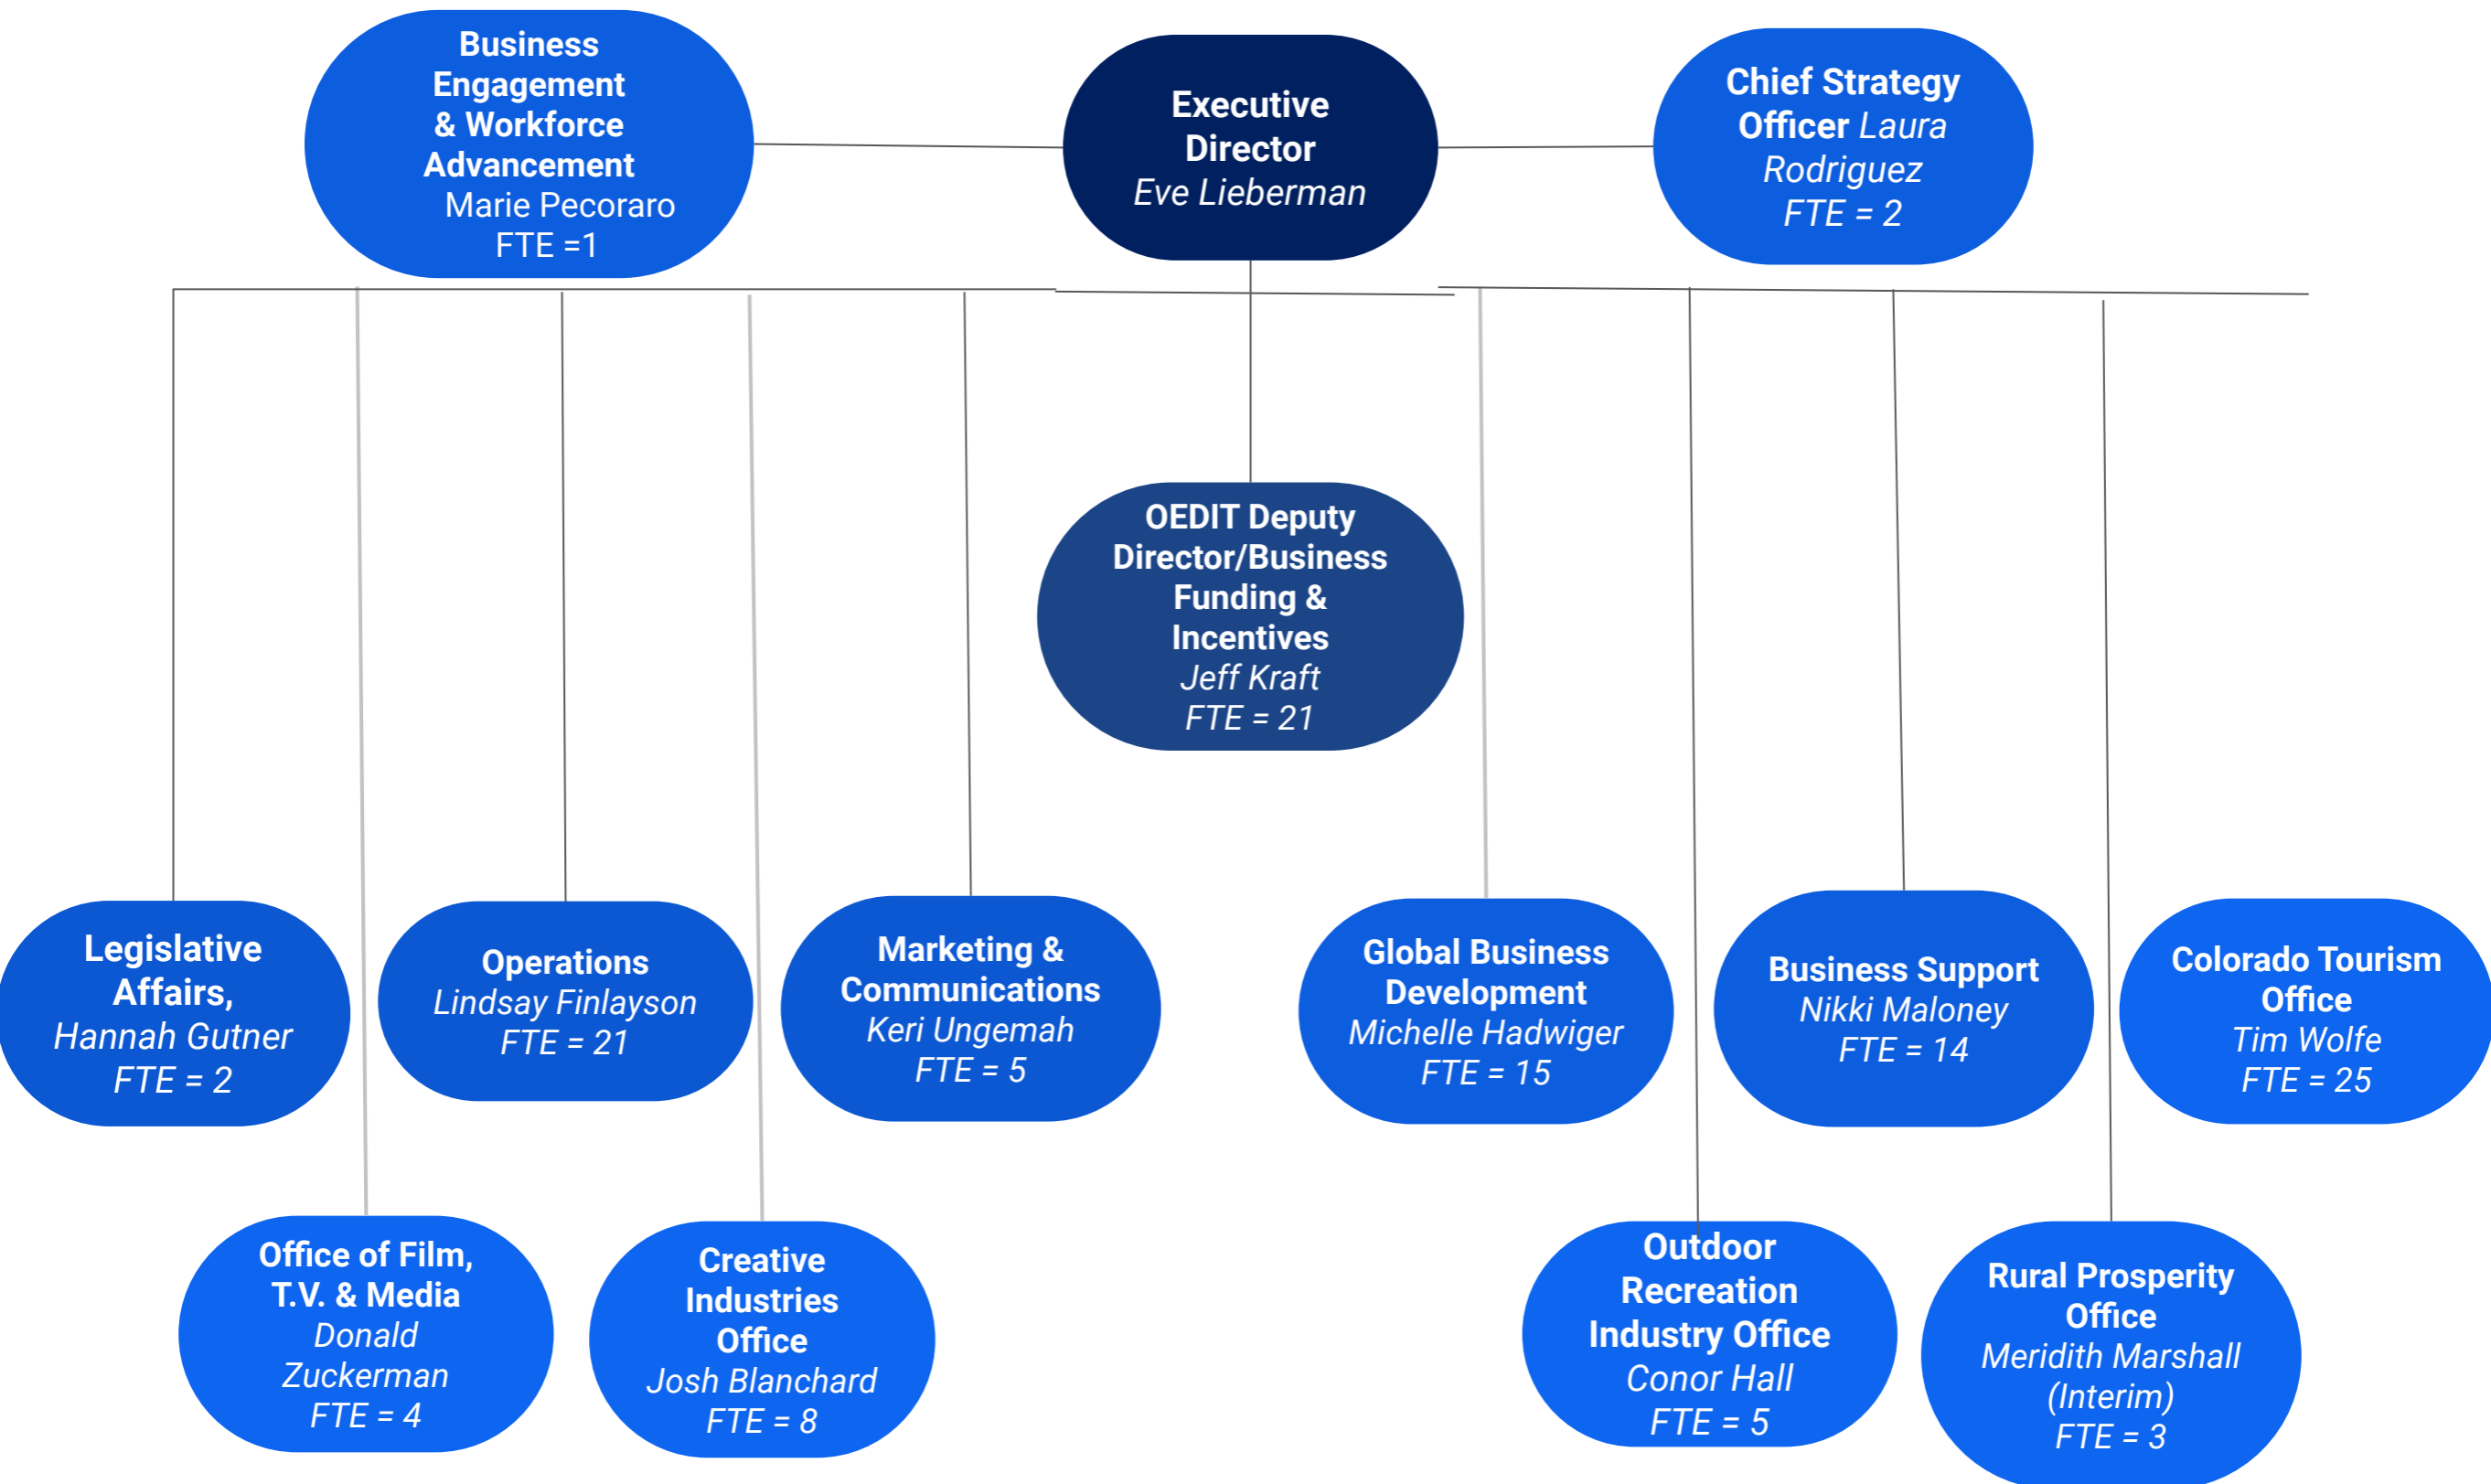 Business
Engagement
& Workforce
Advancement
Marie Pecoraro
FTE =1
Executive
Director
Eve Lieberman
Chief Strategy
Officer Laura
Rodriguez
FTE = 2
OEDIT Deputy
Director/Business
Funding &
Incentives
Jeff Kraft
FTE = 21
Legislative
Affairs,
Hannah Gutner
FTE = 2
Operations
Lindsay Finlayson
FTE = 21
Marketing &
Communications
Keri Ungemah
FTE = 5
Global Business
Development
Michelle Hadwiger
FTE = 15
Business Support
Nikki Maloney
FTE = 14
Colorado Tourism
Office
Tim Wolfe
FTE = 25
Office of Film,
T.V. & Media
Donald
Zuckerman
FTE = 4
Creative
Industries
Office
Josh Blanchard
FTE = 8
Outdoor
Recreation
Industry Office
Conor Hall
FTE = 5
Rural Prosperity
Office
Meridith Marshall
(Interim)
FTE = 3